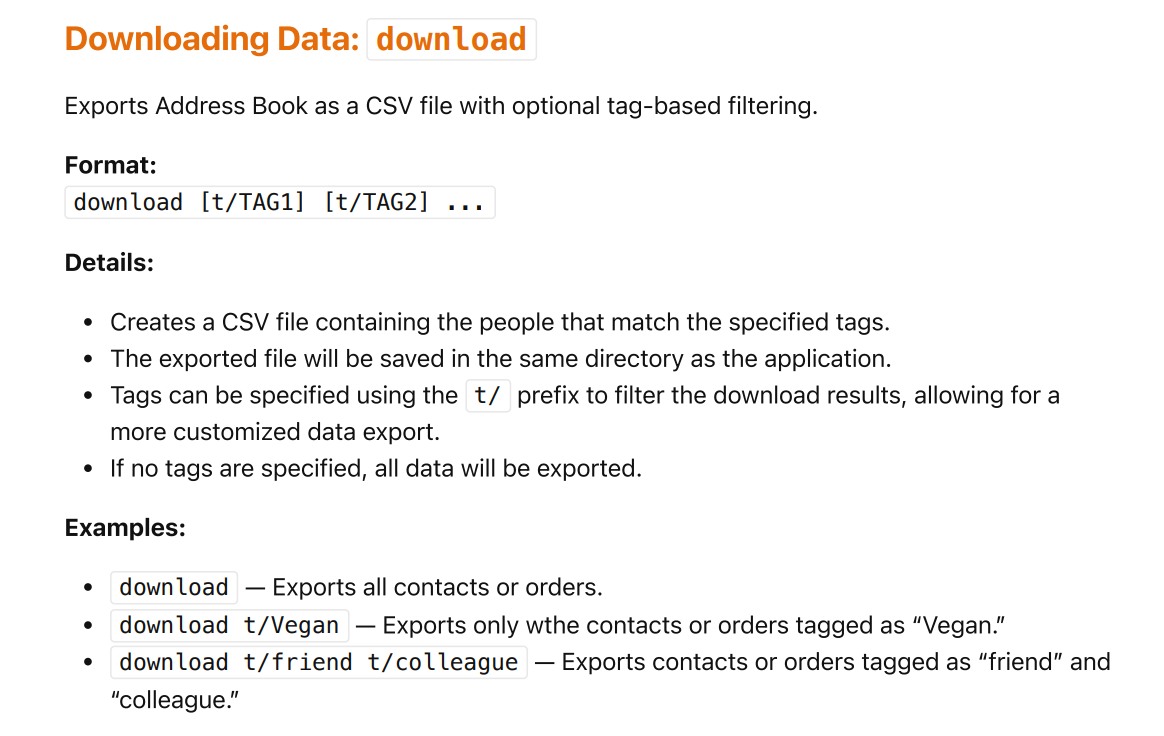 Downloading Data: download
Exports Address Book as a CSV file with optional tag-based filtering.
Format:
download [t/TAG1] [t/TAG2] ...
Details:
• Creates a CSV file containing the people that match the specified tags.
• The exported file will be saved in the same directory as the application.
• Tags can be specified using the t/ prefix to filter the download results, allowing for a
more customized data export.
• If no tags are specified, all data will be exported.
Examples:
• download — Exports all contacts or orders.
• download t/Vegan — Exports only wthe contacts or orders tagged as “Vegan.”
• download t/friend t/colleague — Exports contacts or orders tagged as “friend” and
“colleague.”